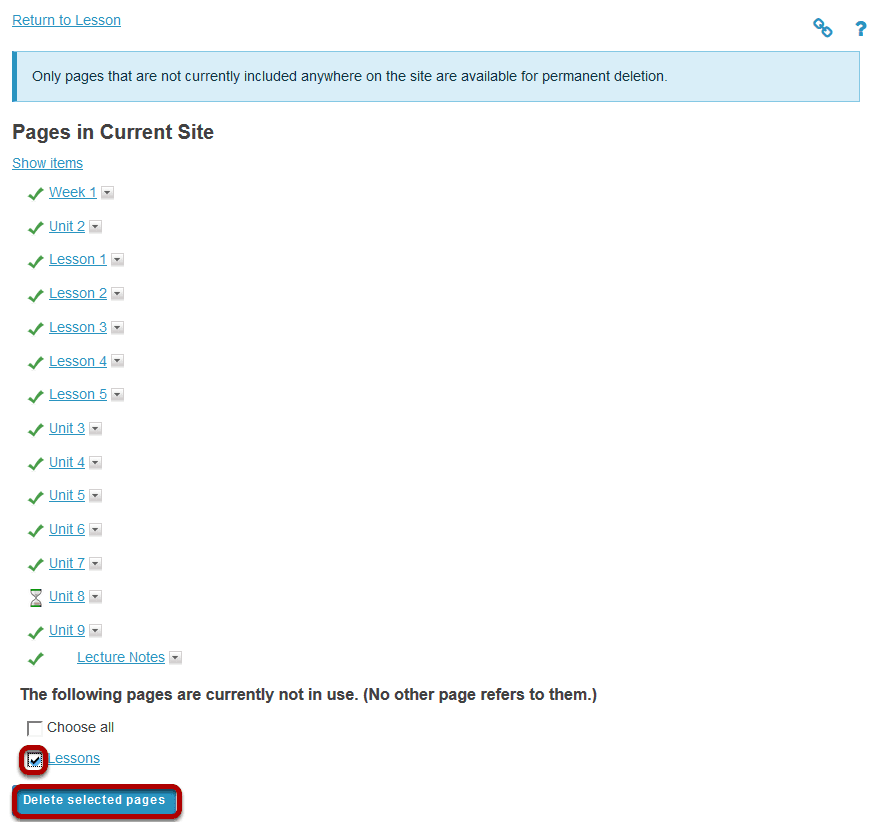 Return to Lesson
?
Only pages that are not currently included anywhere on the site are available for permanent deletion.
Pages in Current Site
Show items
Week 1
Unit 2
Lesson 1
Lesson 2
Lesson 3
Lesson 4
Lesson 5
Unit 3
Unit 4
Unit 5
Unit 6
Unit 7
Unit 8
Unit 9
Lecture Notes
The following pages are currently not in use. (No other page refers to them.)
Choose all
Lessons
Delete selected pages